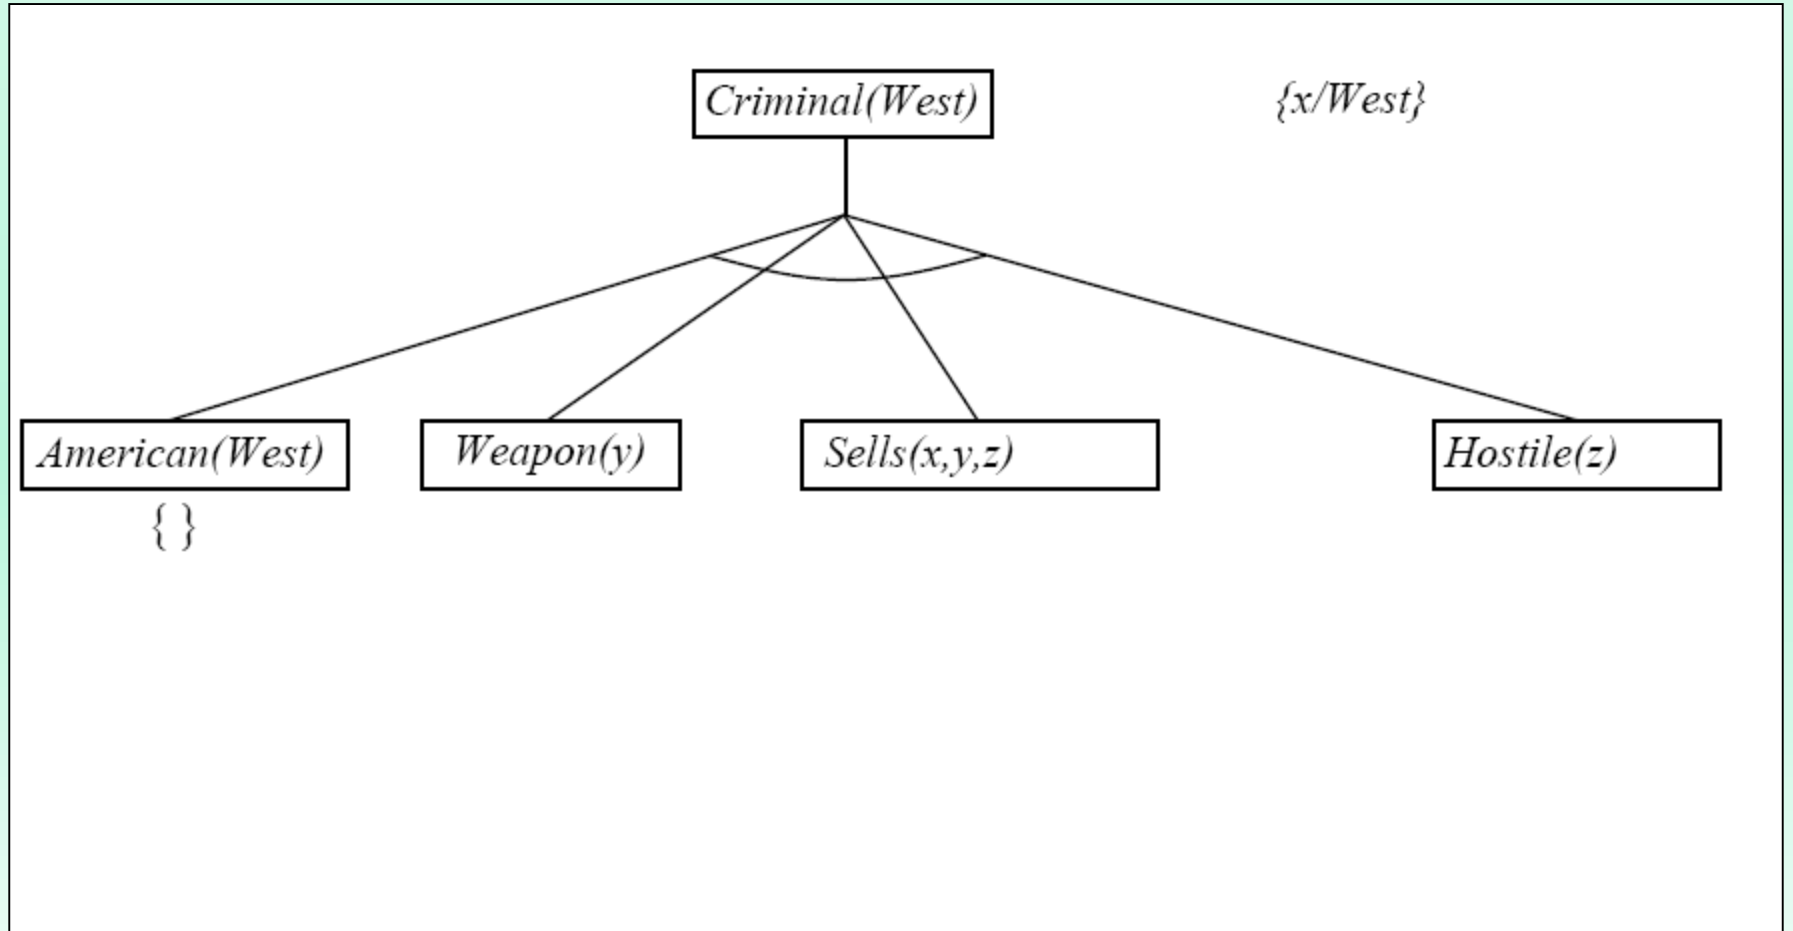 Criminal(West) {x/West}
American(West) Weapon(y) Sells(x,y,z) Hostile(z)
{ }